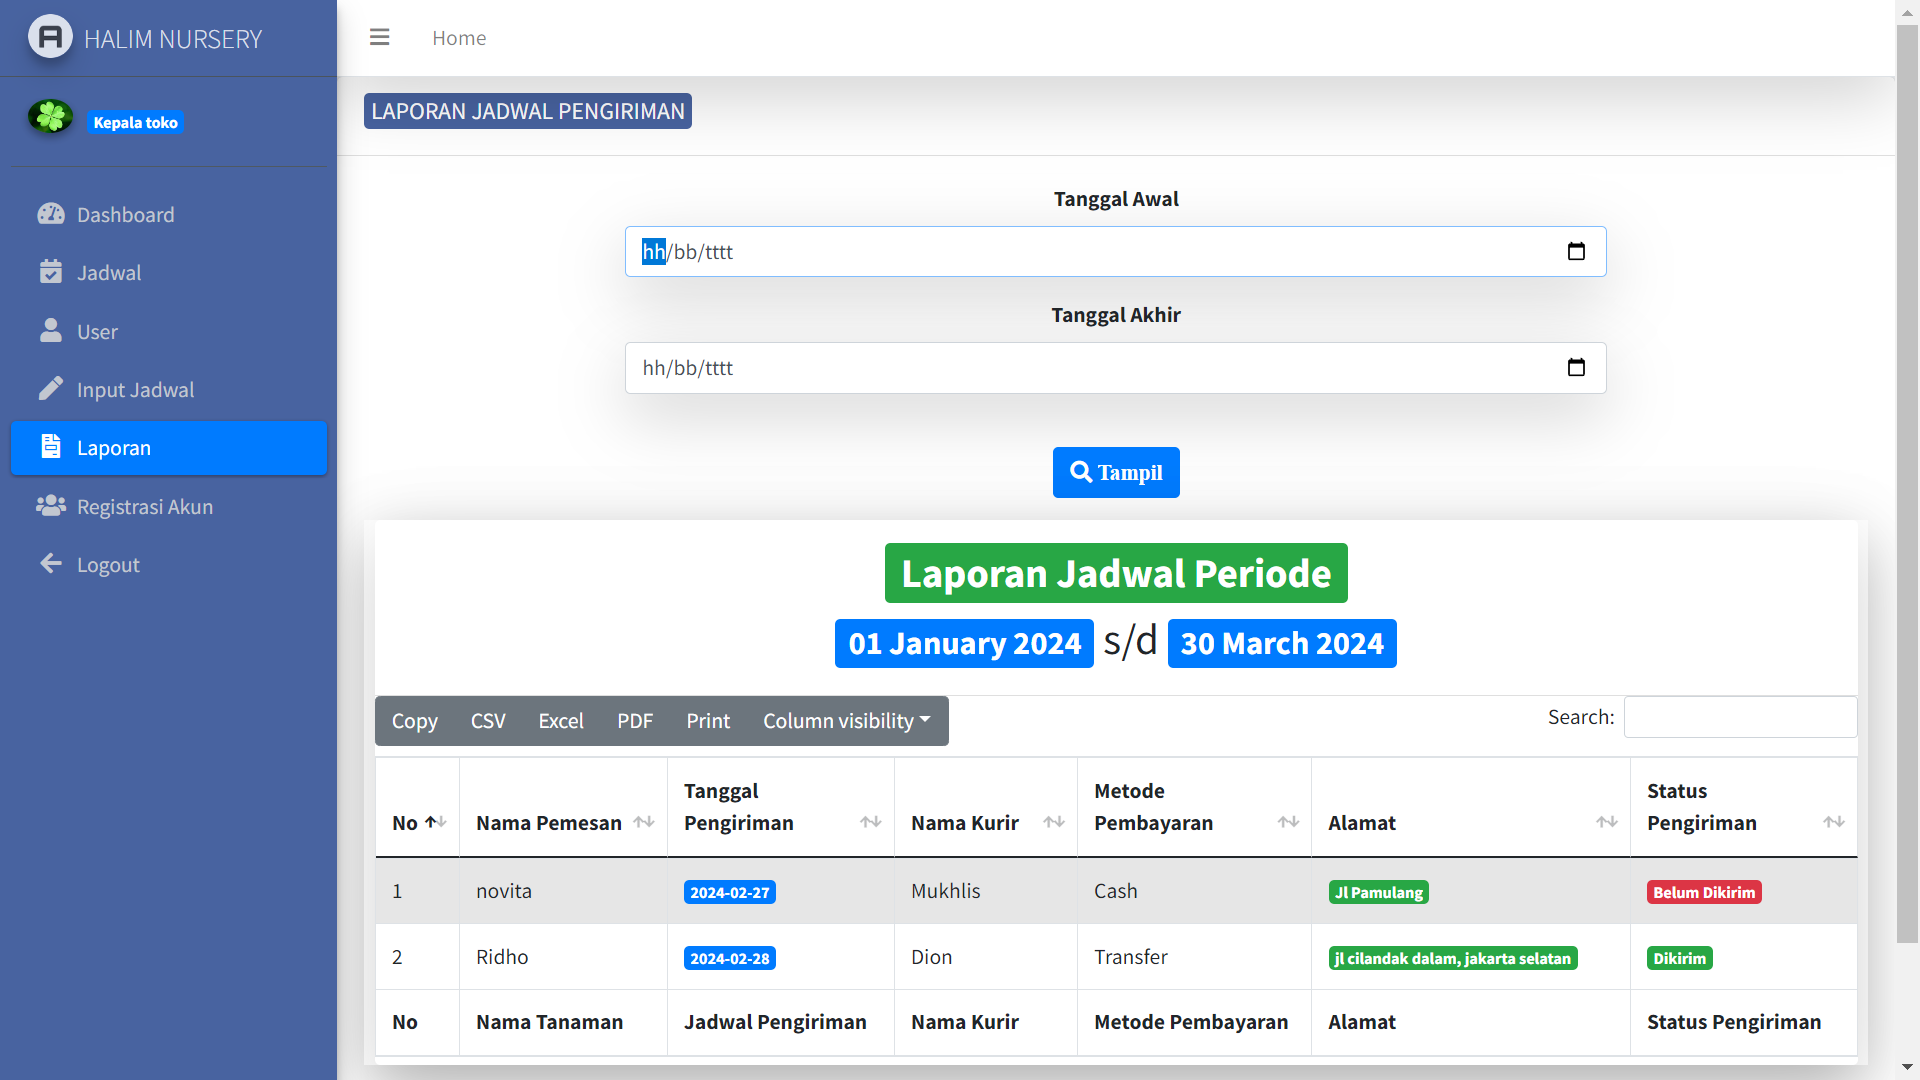 A HALIM NURSERY
Home
Kepala toko
Dashboard
Jadwal
User
Input Jadwal
Laporan
Registrasi Akun
Logout
LAPORAN JADWAL PENGIRIMAN
Tanggal Awal
hh/bb/tttt
Tanggal Akhir
hh/bb/tttt
Tampil
Laporan Jadwal Periode
01 January 2024 s/d 30 March 2024
Copy CSV Excel PDF Print Column visibility
Search:
No Nama Pemesan Tanggal Pengiriman Nama Kurir Metode Pembayaran Alamat Status Pengiriman
1 novita 2024-02-27 Mukhlis Cash Jl Pamulang Belum Dikirim
2 Ridho 2024-02-28 Dion Transfer jl cilandak dalam, jakarta selatan Dikirim
No Nama Tanaman Jadwal Pengiriman Nama Kurir Metode Pembayaran Alamat Status Pengiriman